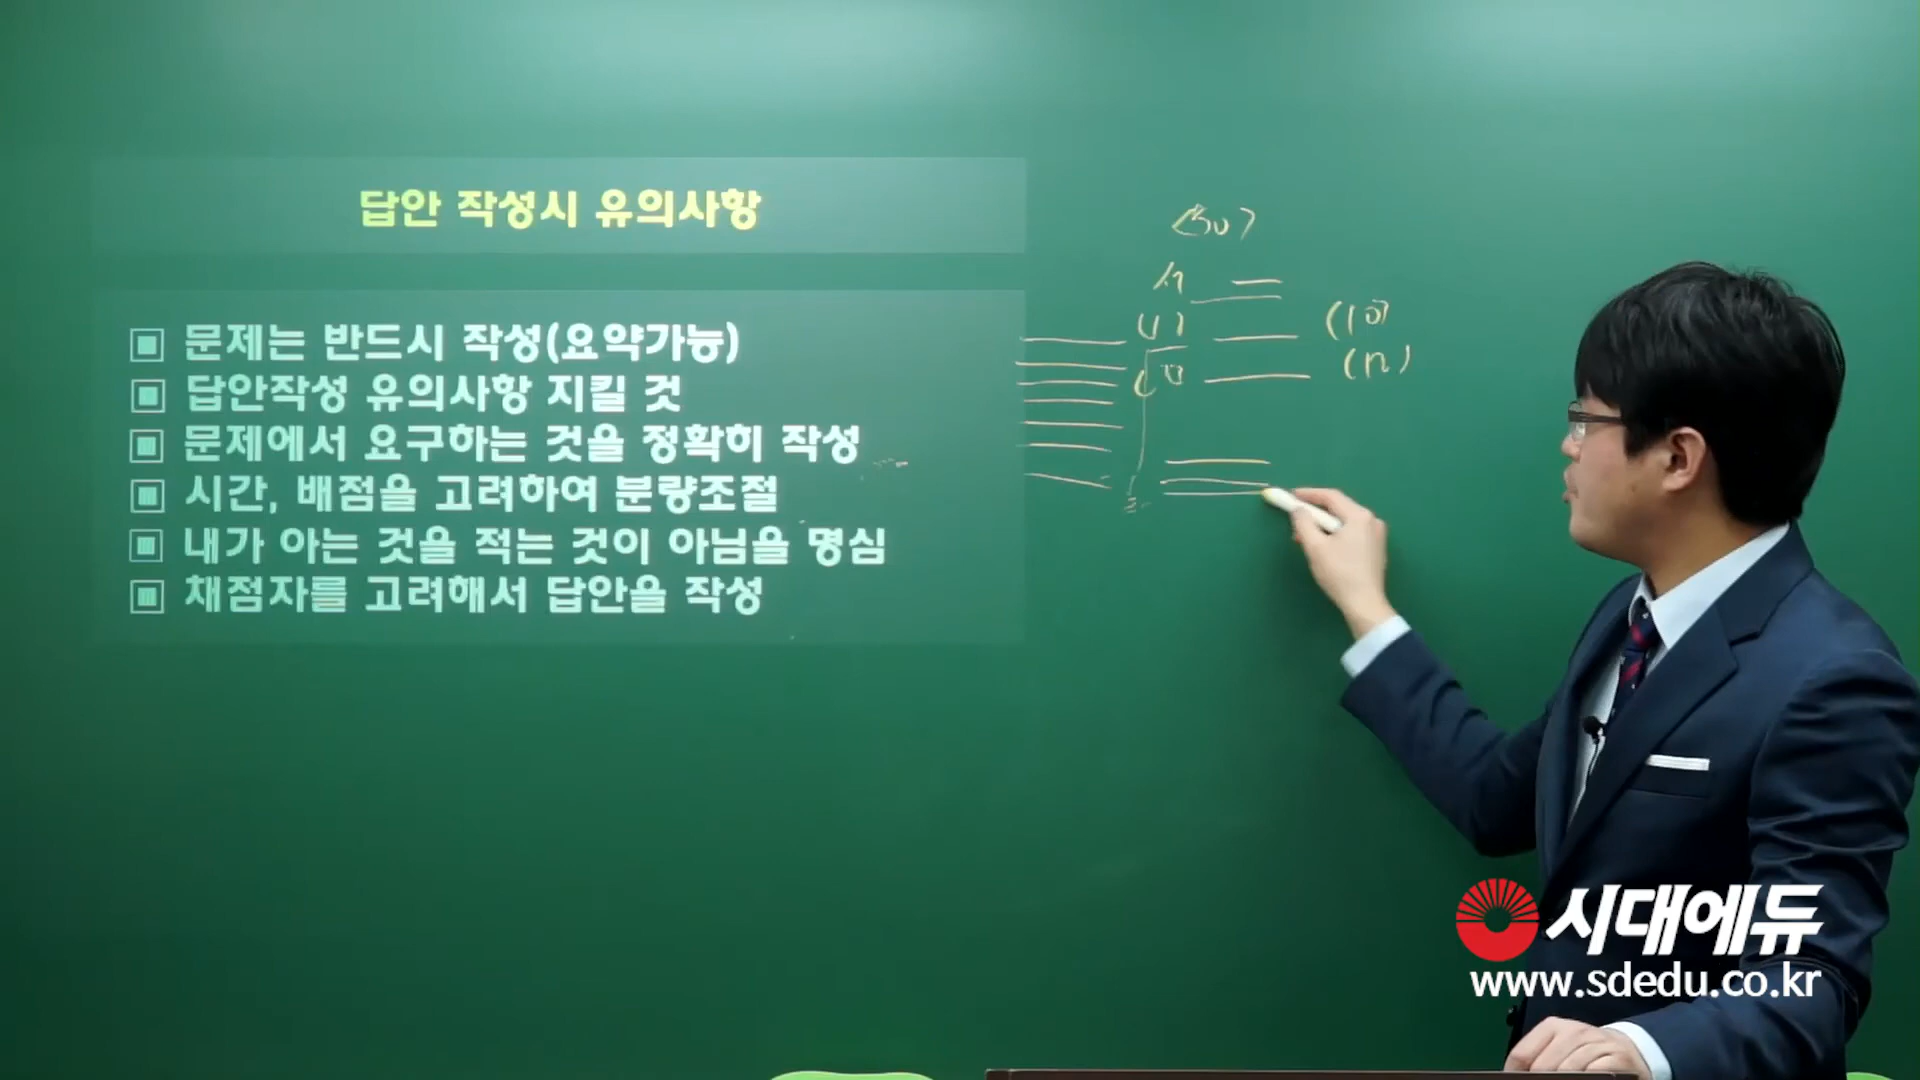 답안 작성시 유의사항
▣ 문제는 반드시 작성(요약가능)
▣ 답안작성 유의사항 지킬 것
▣ 문제에서 요구하는 것을 정확히 작성
▣ 시간, 배점을 고려하여 분량조절
▣ 내가 아는 것을 적는 것이 아님을 명심
▣ 채점자를 고려해서 답안을 작성
<50>
서
(10)
시대에듀
www.sdedu.co.kr